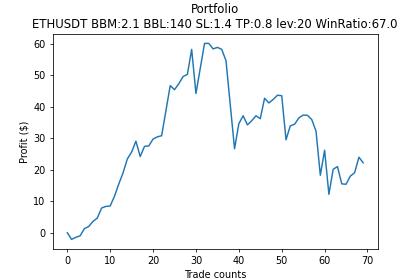 Portfolio
ETHUSDT BBM:2.1 BBL:140 SL:1.4 TP:0.8 lev:20 WinRatio:67.0
60
50
40
30
20
10
0
Profit ($)
0 10 20 30 40 50 60 70
Trade counts